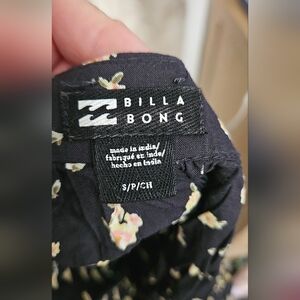 BILLA
BONG
made in india/
fabriqué en inde/
hecho en India
S/P/CH